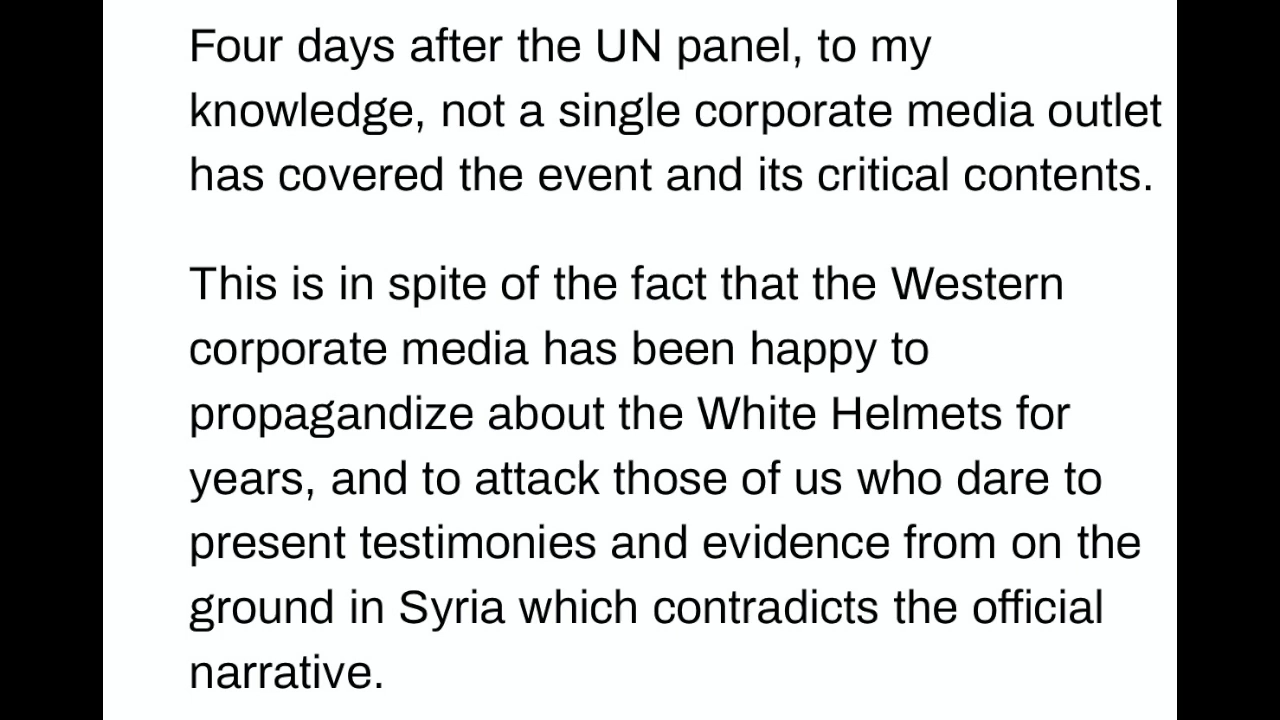 Four days after the UN panel, to my
knowledge, not a single corporate media outlet
has covered the event and its critical contents.
This is in spite of the fact that the Western
corporate media has been happy to
propagandize about the White Helmets for
years, and to attack those of us who dare to
present testimonies and evidence from on the
ground in Syria which contradicts the official
narrative.